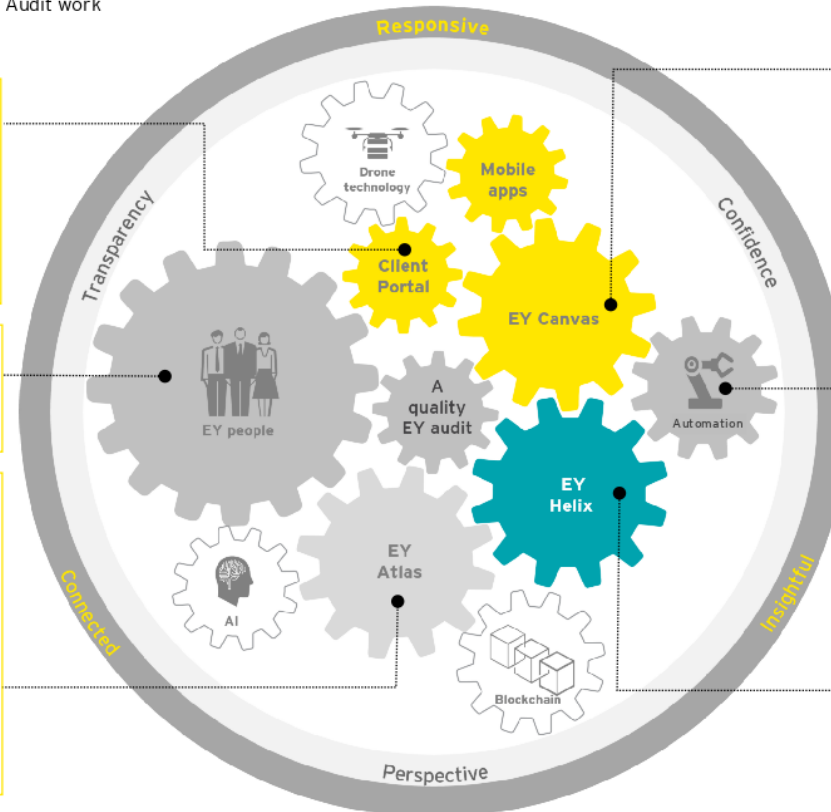 Audit work
Responsive
Drone
technology
Mobile
apps
Transparency
Confidence
Client
Portal
EY Canvas
EY people
A
quality
EY audit
Automation
EY
Helix
EY
Atlas
AI
Connected
Insightful
Blockchain
Perspective